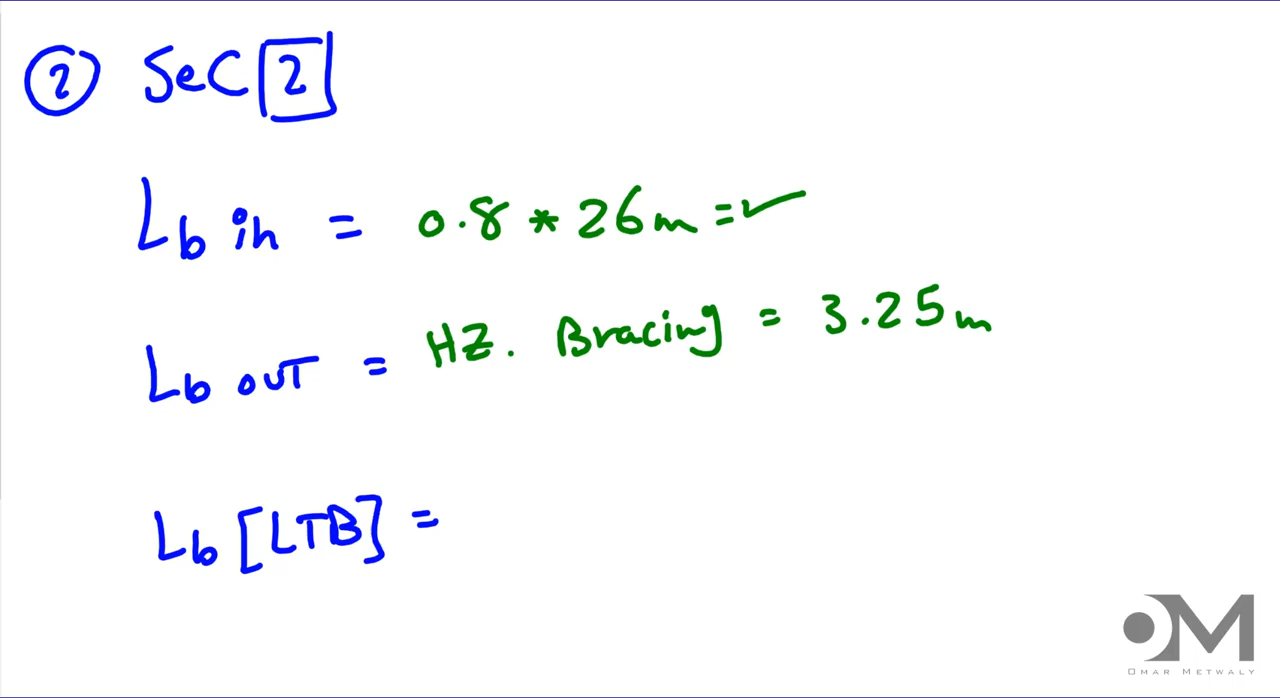 ② Sec [2]
Lb in = 0.8 * 26m = ✓
Lb out = HZ. Bracing = 3.25m
Lb [LTB] =
OM
OMAR METWALY